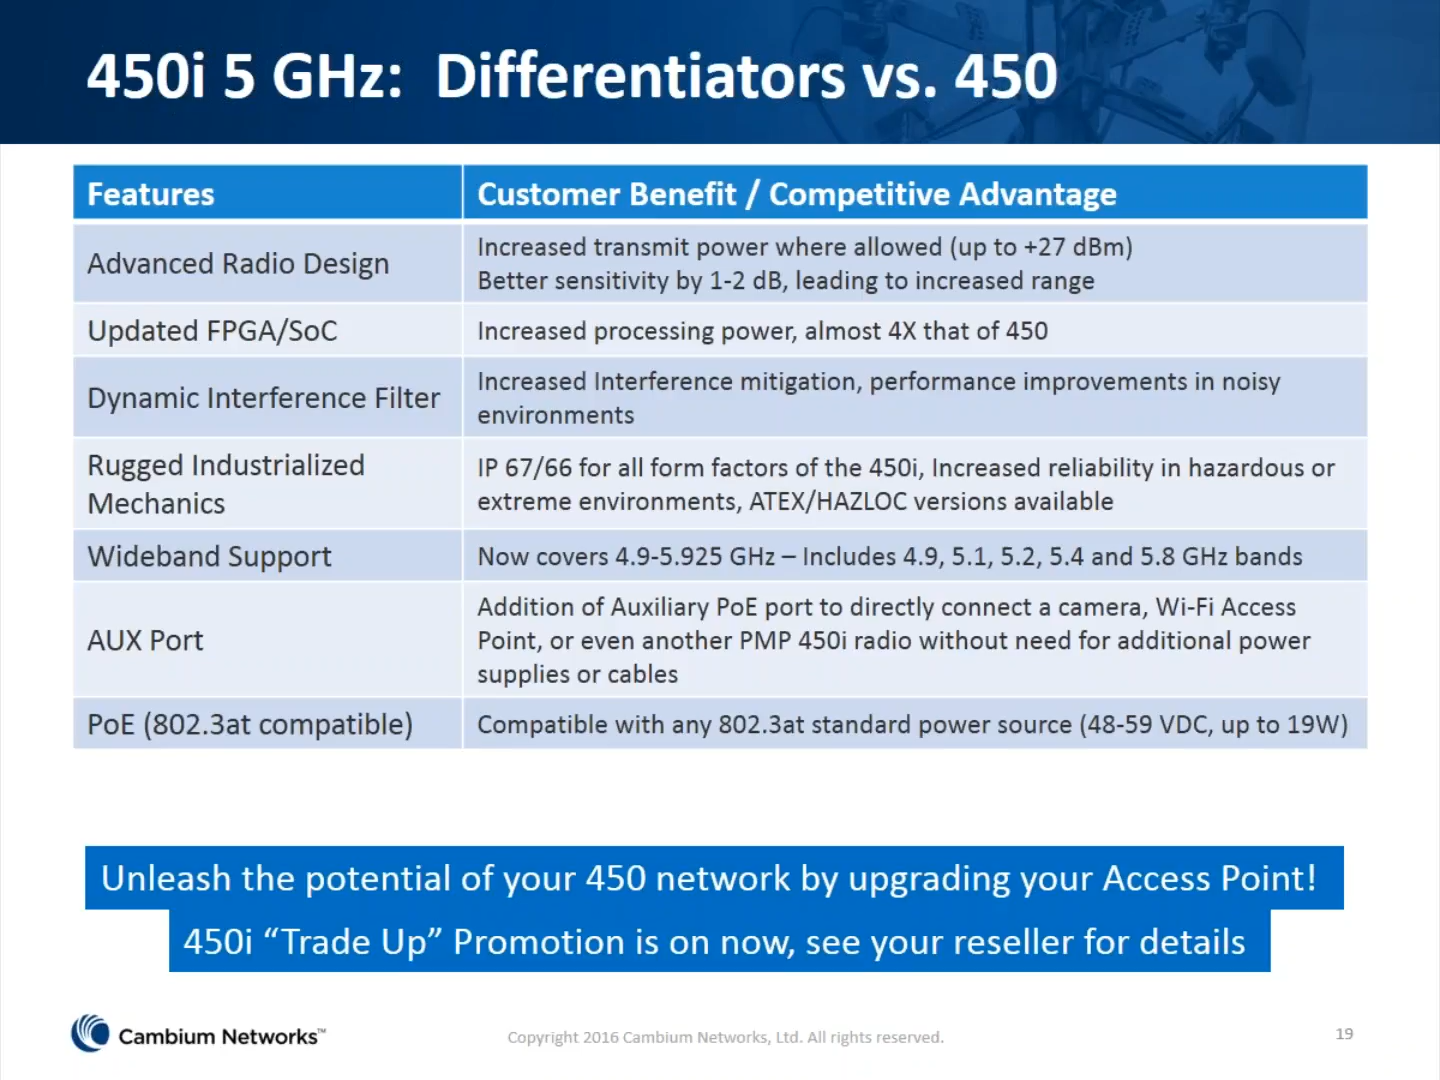 450i 5 GHz: Differentiators vs. 450
Features
Customer Benefit / Competitive Advantage
Advanced Radio Design
Increased transmit power where allowed (up to +27 dBm)
Better sensitivity by 1-2 dB, leading to increased range
Updated FPGA/SoC
Increased processing power, almost 4X that of 450
Dynamic Interference Filter
Increased Interference mitigation, performance improvements in noisy
environments
Rugged Industrialized
Mechanics
IP 67/66 for all form factors of the 450i, Increased reliability in hazardous or
extreme environments, ATEX/HAZLOC versions available
Wideband Support
Now covers 4.9-5.925 GHz – Includes 4.9, 5.1, 5.2, 5.4 and 5.8 GHz bands
AUX Port
Addition of Auxiliary PoE port to directly connect a camera, Wi-Fi Access
Point, or even another PMP 450i radio without need for additional power
supplies or cables
PoE (802.3at compatible)
Compatible with any 802.3at standard power source (48-59 VDC, up to 19W)
Unleash the potential of your 450 network by upgrading your Access Point!
450i “Trade Up” Promotion is on now, see your reseller for details
Cambium Networks™
Copyright 2016 Cambium Networks, Ltd. All rights reserved.
19